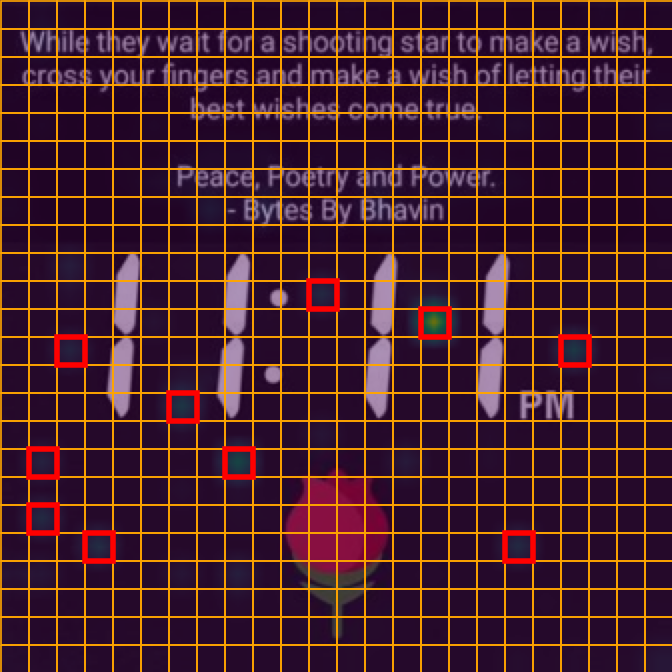 While they wait for a shooting star to make a wish,
cross your fingers and make a wish of letting their
best wishes come true.
Peace, Poetry and Power.
- Bytes By Bhavin
11:11
PM